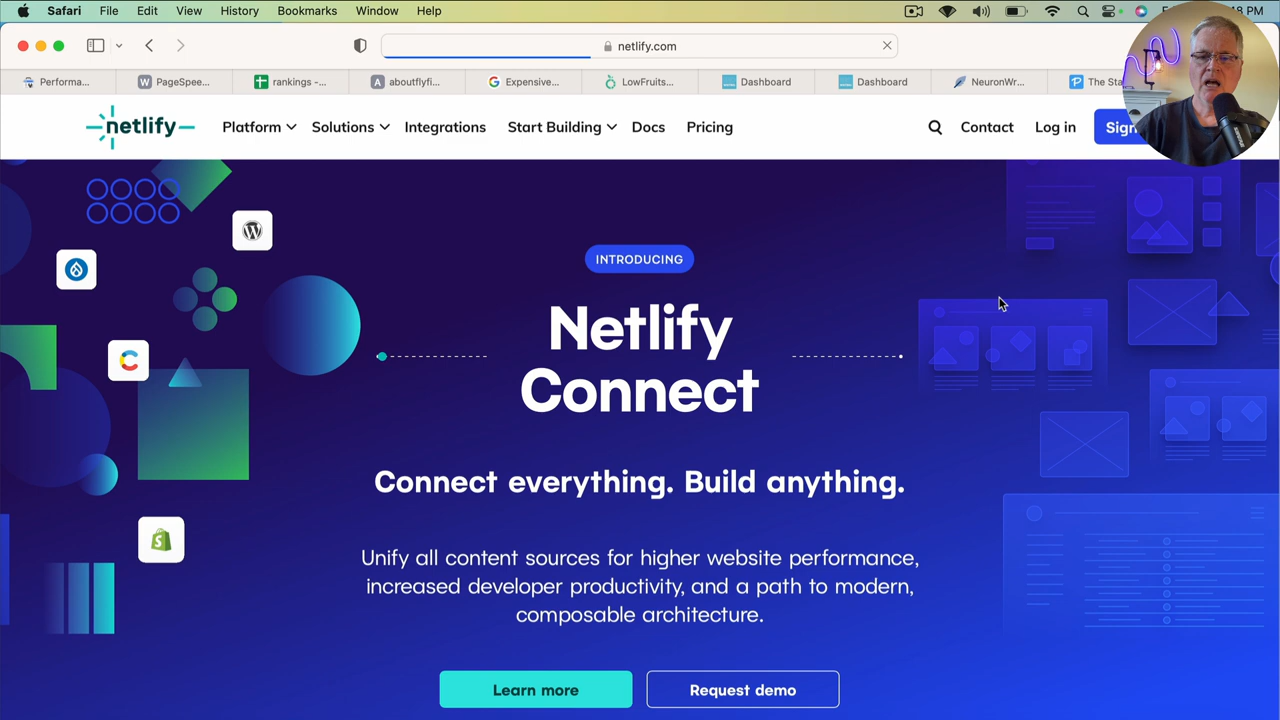 Safari File Edit View History Bookmarks Window Help
netlify.com
Performa... PageSpee... rankings -... aboutflyfi... Expensive... LowFruits... Dashboard Dashboard NeuronWr... The Sta
netlify Platform Solutions Integrations Start Building Docs Pricing Contact Log in Sign
INTRODUCING
Netlify
Connect
Connect everything. Build anything.
Unify all content sources for higher website performance,
increased developer productivity, and a path to modern,
composable architecture.
Learn more Request demo